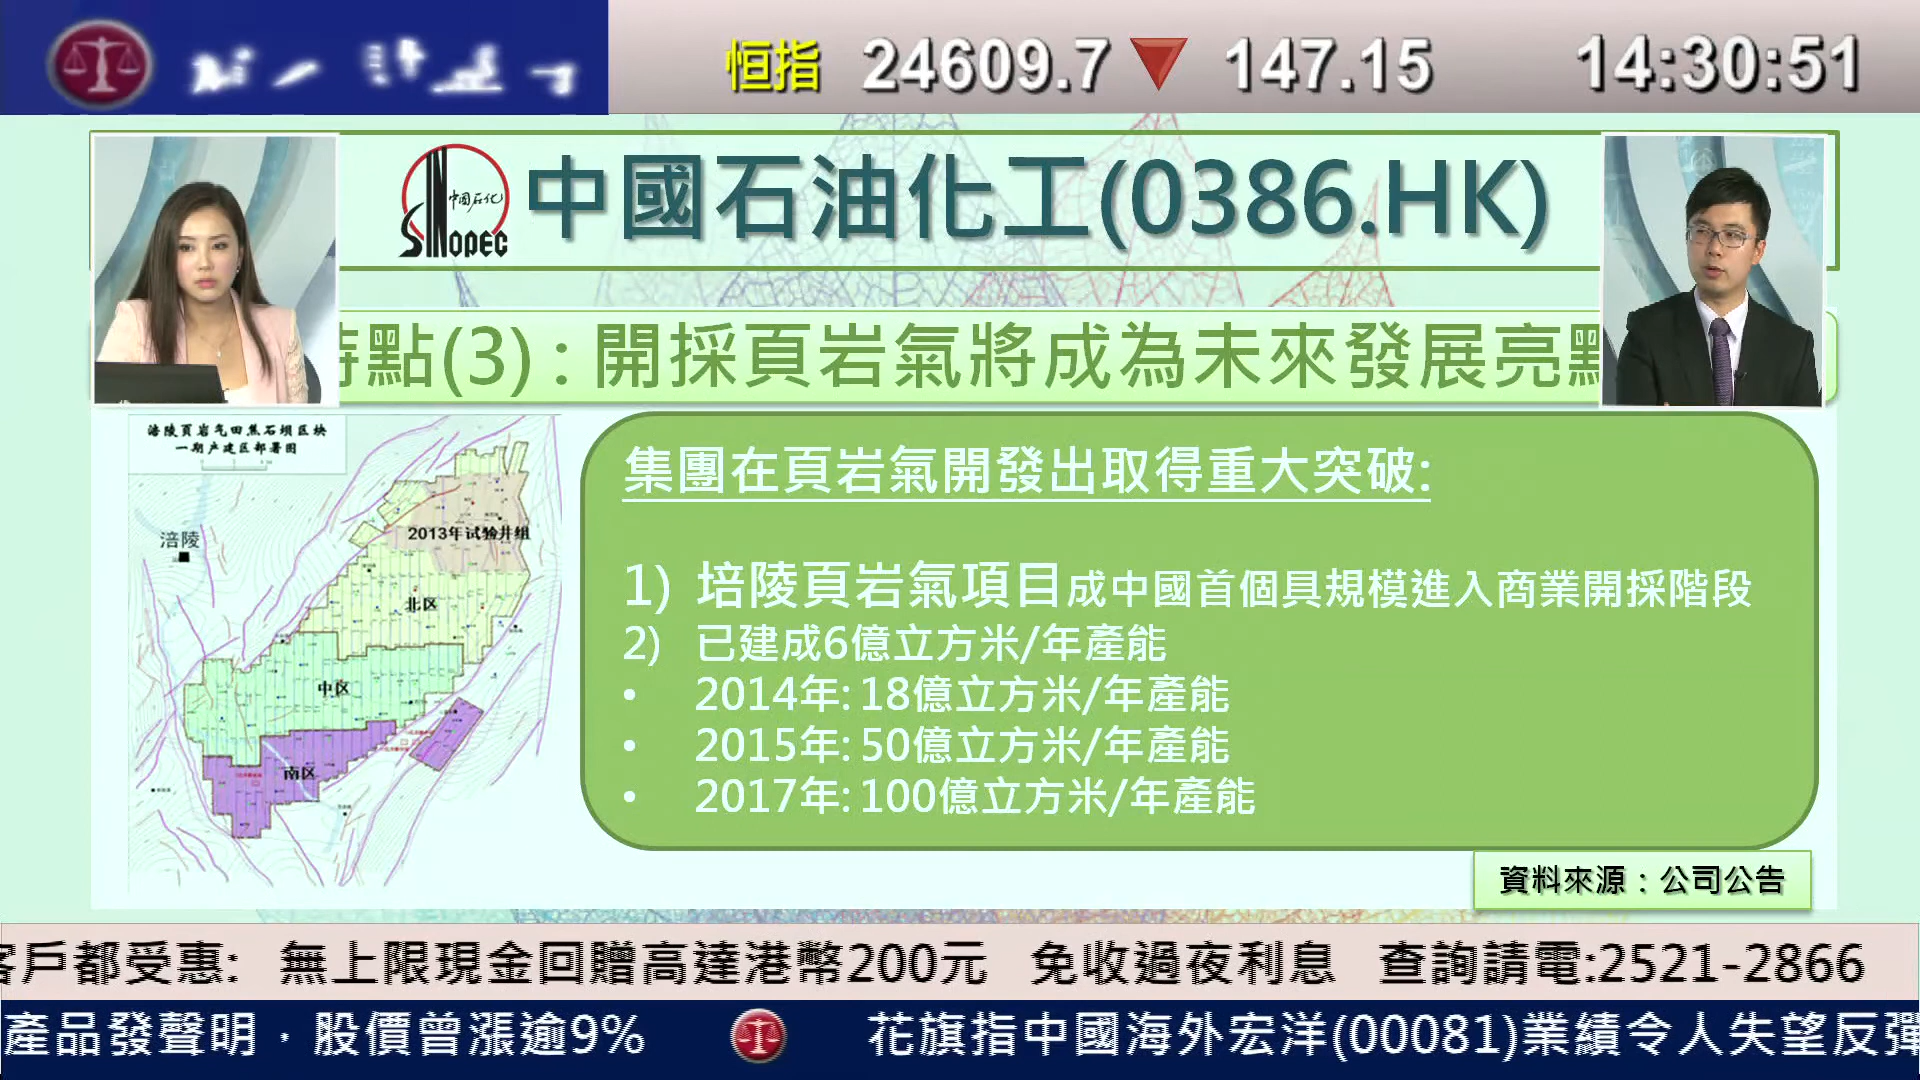 恒指 24609.7 147.15 14:30:51
中国石化
SINOPEC
中國石油化工(0386.HK)
點(3) : 開採頁岩氣將成為未來發展亮
涪陵頁岩气田焦石坝区块
一期产建区部署图
涪陵
2013年试验井组
北区
中区
南区
集團在頁岩氣開發出取得重大突破:
1) 培陵頁岩氣項目成中國首個具規模進入商業開採階段
2) 已建成6億立方米/年產能
• 2014年: 18億立方米/年產能
• 2015年: 50億立方米/年產能
• 2017年: 100億立方米/年產能
資料來源：公司公告
客戶都受惠: 無上限現金回贈高達港幣200元 免收過夜利息 查詢請電:2521-2866
產品發聲明，股價曾漲逾9% 花旗指中國海外宏洋(00081)業績令人失望反彈